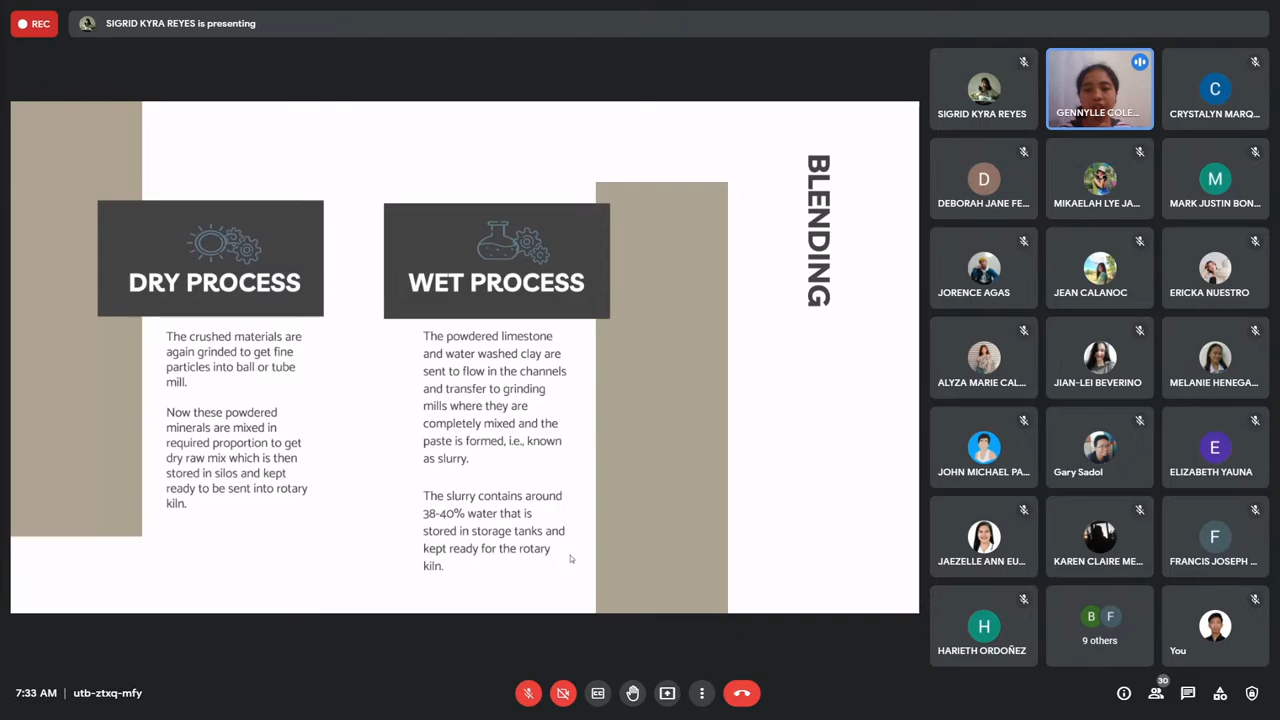 REC
SIGRID KYRA REYES is presenting
BLENDING
DRY PROCESS
The crushed materials are
again grinded to get fine
particles into ball or tube
mill.
Now these powdered
minerals are mixed in
required proportion to get
dry raw mix which is then
stored in silos and kept
ready to be sent into rotary
kiln.
WET PROCESS
The powdered limestone
and water washed clay are
sent to flow in the channels
and transfer to grinding
mills where they are
completely mixed and the
paste is formed, i.e., known
as slurry.
The slurry contains around
38-40% water that is
stored in storage tanks and
kept ready for the rotary
kiln.
SIGRID KYRA REYES
GENNYLLE COLE...
C
CRYSTALYN MARQ...
D
DEBORAH JANE FE...
MIKAELAH LYE JA...
M
MARK JUSTIN BON...
JORENCE AGAS
JEAN CALANOC
ERICKA NUESTRO
ALYZA MARIE CAL...
JIAN-LEI BEVERINO
MELANIE HENEGA...
JOHN MICHAEL PA...
Gary Sadol
E
ELIZABETH YAUNA
JAEZELLE ANN EU...
KAREN CLAIRE ME...
F
FRANCIS JOSEPH ...
H
HARIETH ORDOÑEZ
B F
9 others
You
7:33 AM | utb-ztxq-mfy
30